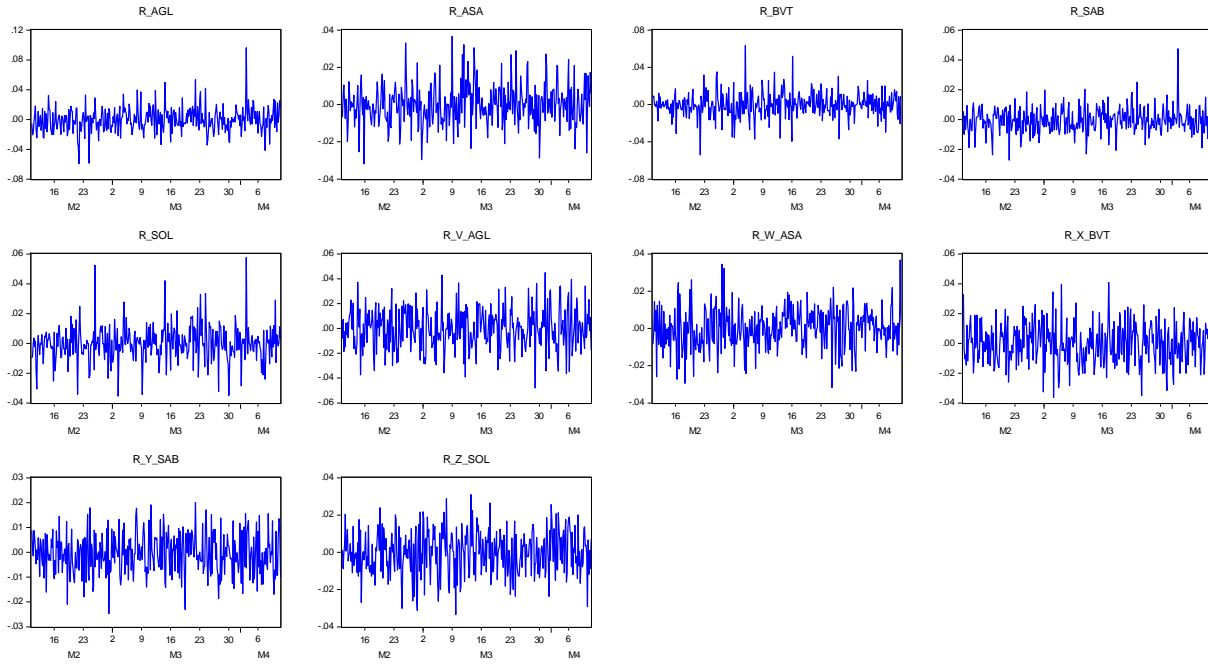 R_AGL
.12
.08
.04
.00
-.04
-.08
16 23 2 9 16 23 30 6
M2 M3 M4
R_ASA
.04
.02
.00
-.02
-.04
16 23 2 9 16 23 30 6
M2 M3 M4
R_BVT
.08
.04
.00
-.04
-.08
16 23 2 9 16 23 30 6
M2 M3 M4
R_SAB
.06
.04
.02
.00
-.02
-.04
16 23 2 9 16 23 30 6
M2 M3 M4
R_SOL
.06
.04
.02
.00
-.02
-.04
16 23 2 9 16 23 30 6
M2 M3 M4
R_V_AGL
.06
.04
.02
.00
-.02
-.04
-.06
16 23 2 9 16 23 30 6
M2 M3 M4
R_W_ASA
.04
.02
.00
-.02
-.04
16 23 2 9 16 23 30 6
M2 M3 M4
R_X_BVT
.06
.04
.02
.00
-.02
-.04
16 23 2 9 16 23 30 6
M2 M3 M4
R_Y_SAB
.03
.02
.01
.00
-.01
-.02
-.03
16 23 2 9 16 23 30 6
M2 M3 M4
R_Z_SOL
.04
.02
.00
-.02
-.04
16 23 2 9 16 23 30 6
M2 M3 M4